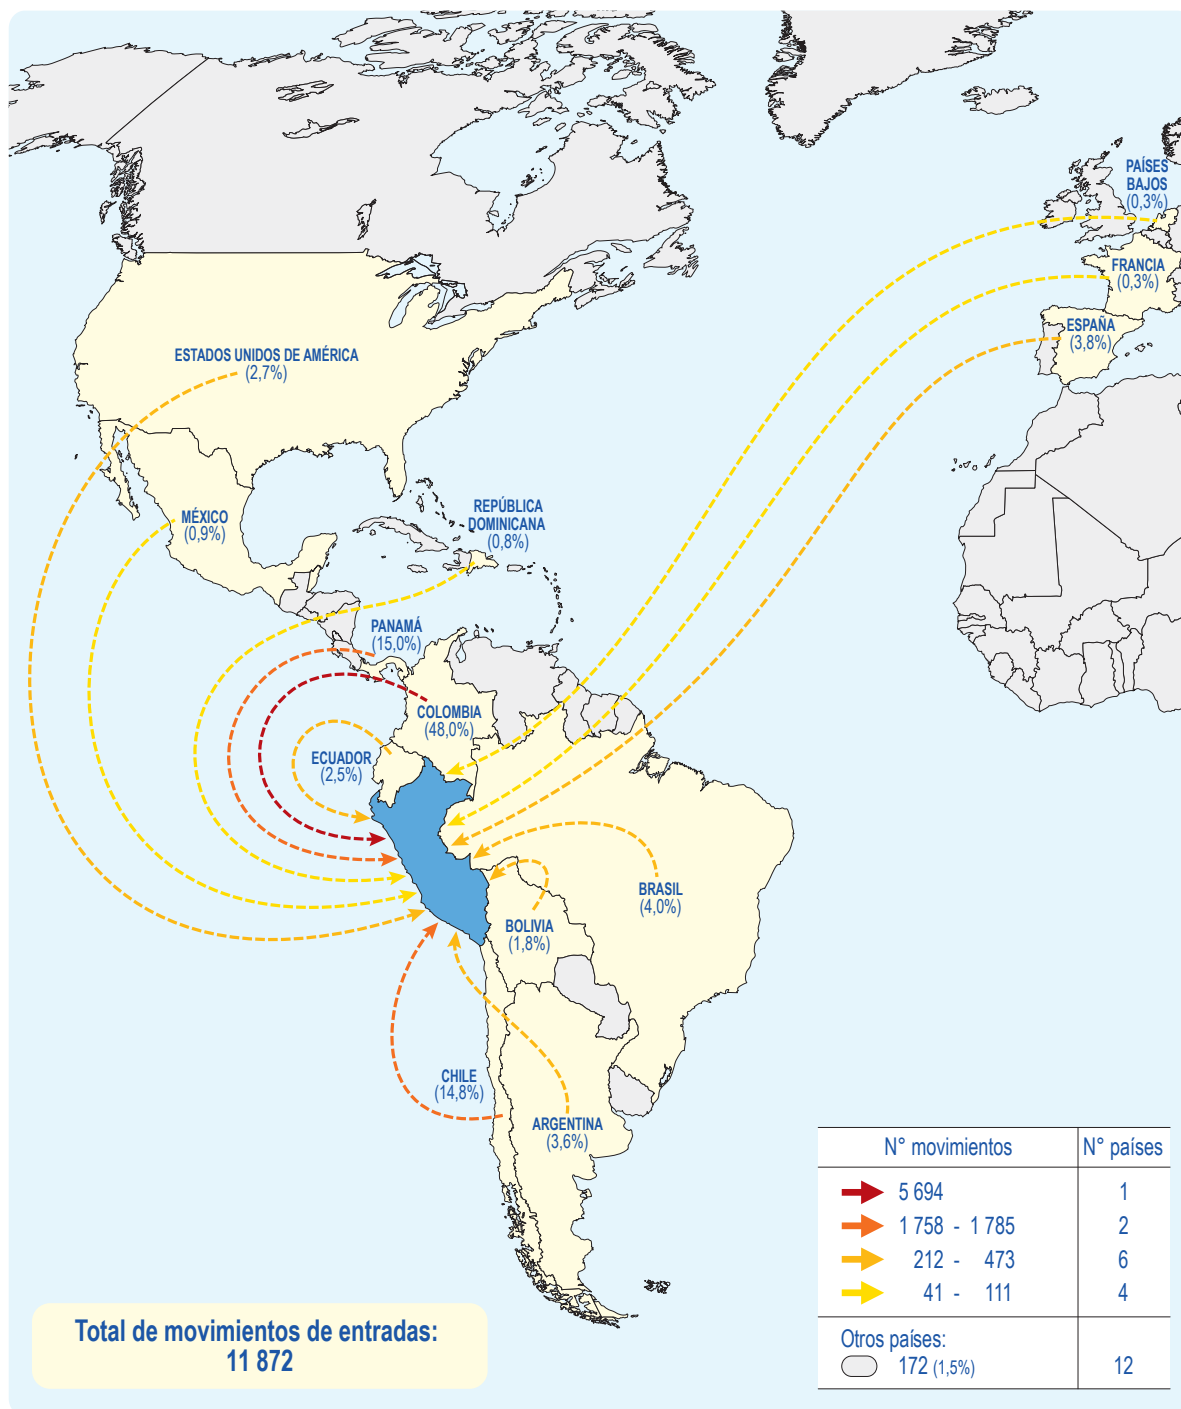 PAÍSES
BAJOS
(0,3%)
FRANCIA
(0,3%)
ESPAÑA
(3,8%)
ESTADOS UNIDOS DE AMÉRICA
(2,7%)
MÉXICO
(0,9%)
REPÚBLICA
DOMINICANA
(0,8%)
PANAMÁ
(15,0%)
COLOMBIA
(48,0%)
ECUADOR
(2,5%)
BRASIL
(4,0%)
BOLIVIA
(1,8%)
CHILE
(14,8%)
ARGENTINA
(3,6%)
N° movimientos N° países
5 694 1
1 758 - 1 785 2
212 - 473 6
41 - 111 4
Otros países:
172 (1,5%) 12
Total de movimientos de entradas:
11 872